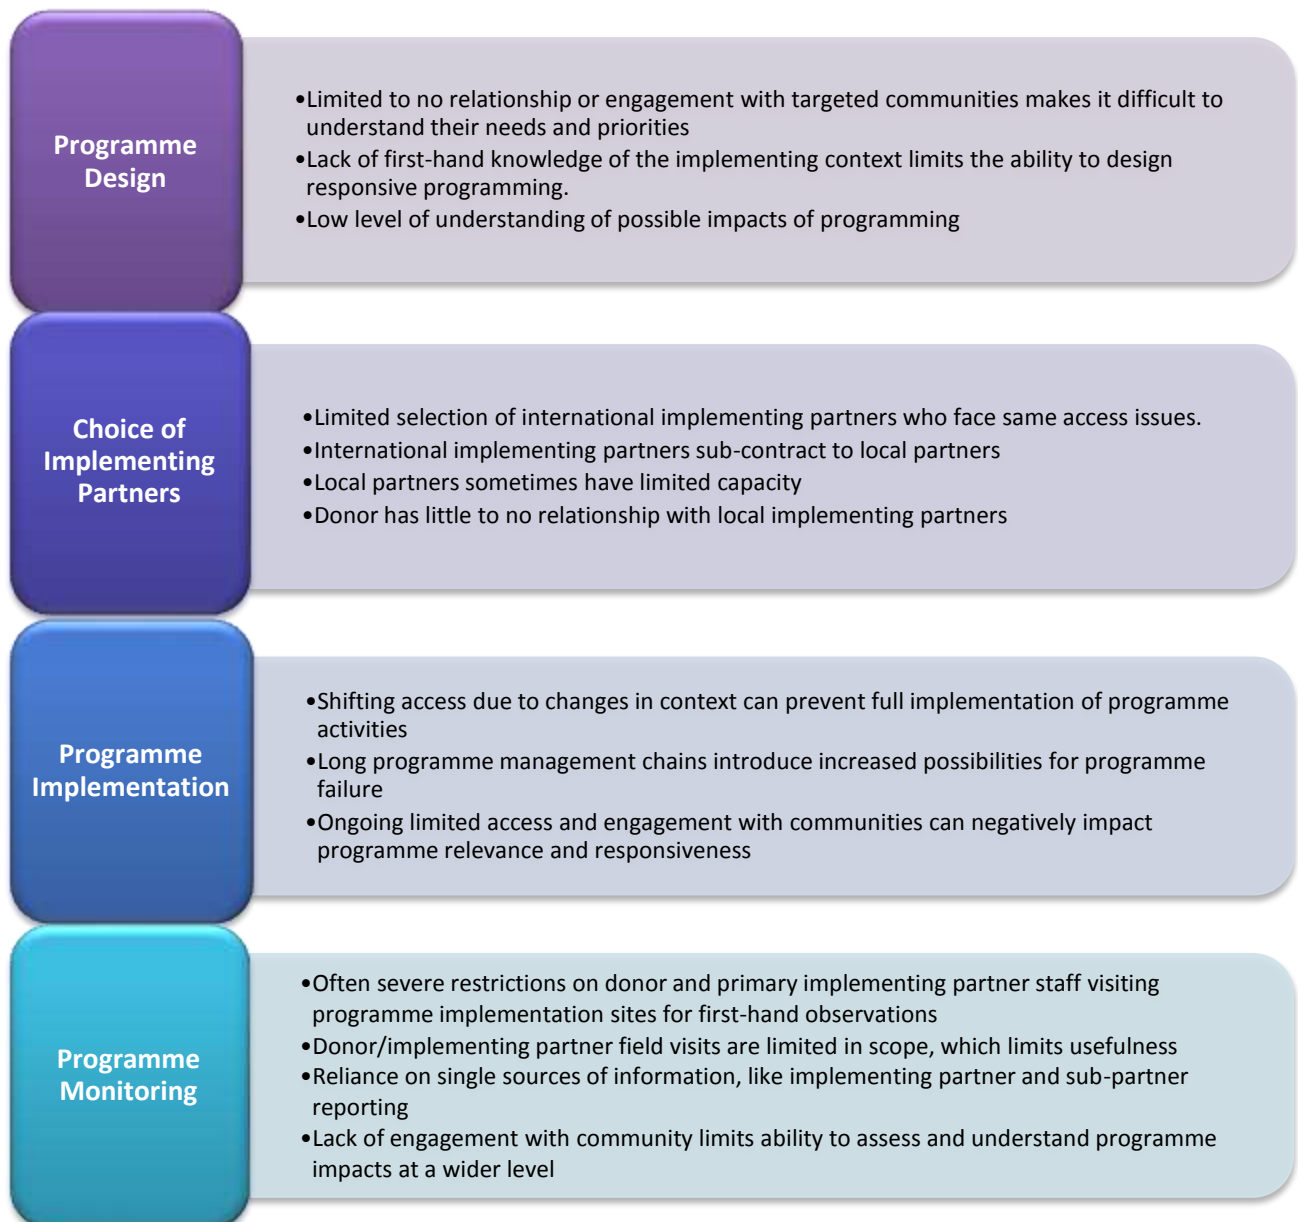 Programme
Design
•Limited to no relationship or engagement with targeted communities makes it difficult to
understand their needs and priorities
•Lack of first-hand knowledge of the implementing context limits the ability to design
responsive programming.
•Low level of understanding of possible impacts of programming
Choice of
Implementing
Partners
•Limited selection of international implementing partners who face same access issues.
•International implementing partners sub-contract to local partners
•Local partners sometimes have limited capacity
•Donor has little to no relationship with local implementing partners
Programme
Implementation
•Shifting access due to changes in context can prevent full implementation of programme
activities
•Long programme management chains introduce increased possibilities for programme
failure
•Ongoing limited access and engagement with communities can negatively impact
programme relevance and responsiveness
Programme
Monitoring
•Often severe restrictions on donor and primary implementing partner staff visiting
programme implementation sites for first-hand observations
•Donor/implementing partner field visits are limited in scope, which limits usefulness
•Reliance on single sources of information, like implementing partner and sub-partner
reporting
•Lack of engagement with community limits ability to assess and understand programme
impacts at a wider level